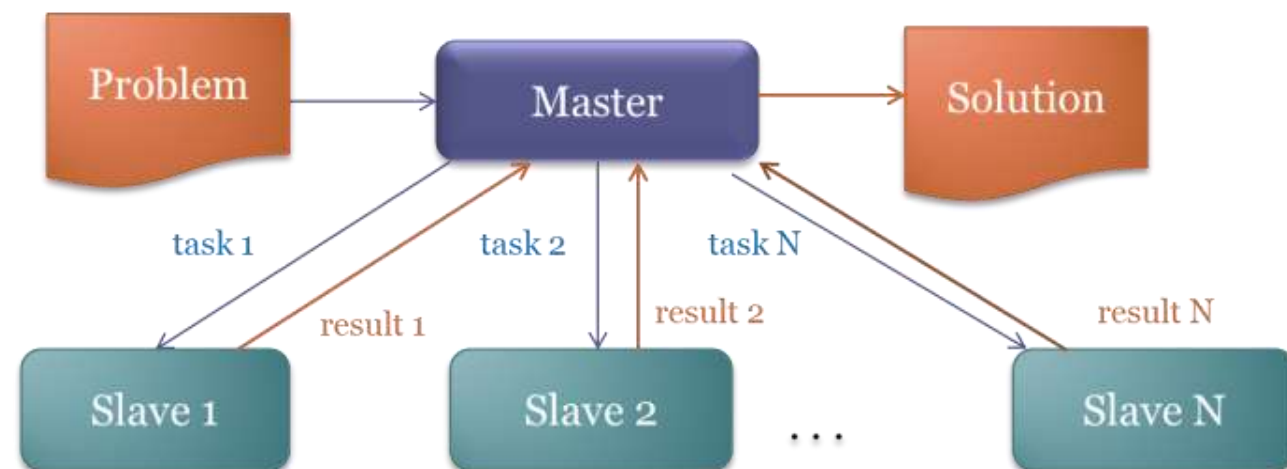 Problem
Master
Solution
task 1
task 2
task N
result 1
result 2
result N
Slave 1
Slave 2
...
Slave N